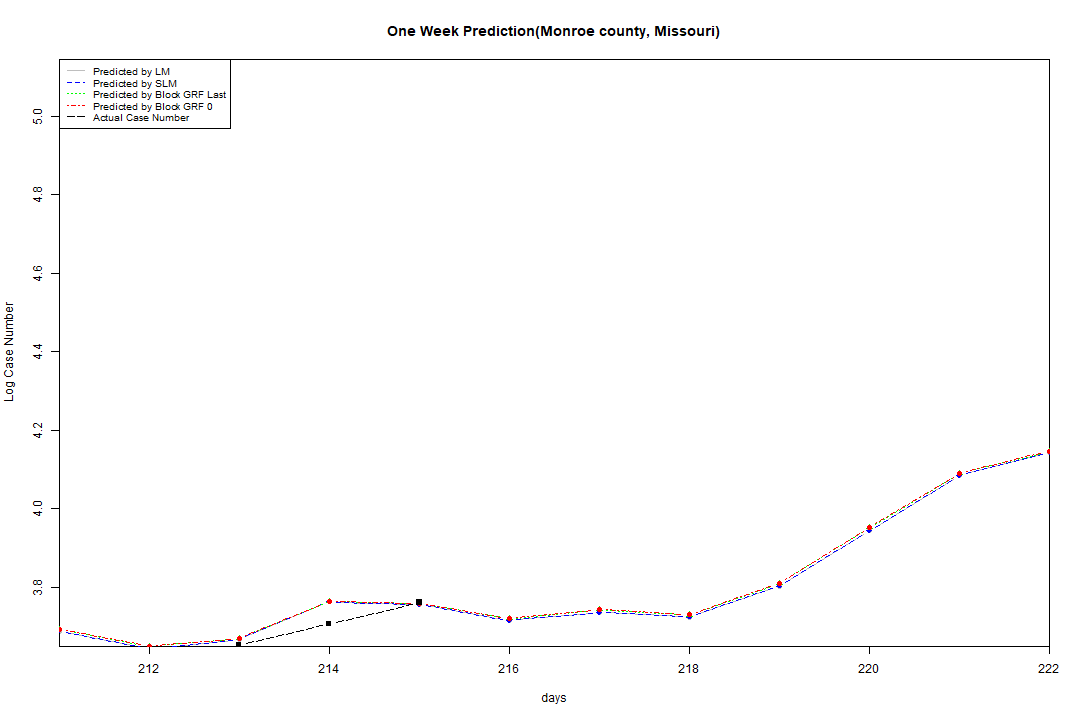 One Week Prediction(Monroe county, Missouri)
Predicted by LM
Predicted by SLM
Predicted by Block GRF Last
Predicted by Block GRF 0
Actual Case Number
5.0
4.8
4.6
4.4
4.2
4.0
3.8
Log Case Number
212 214 216 218 220 222
days